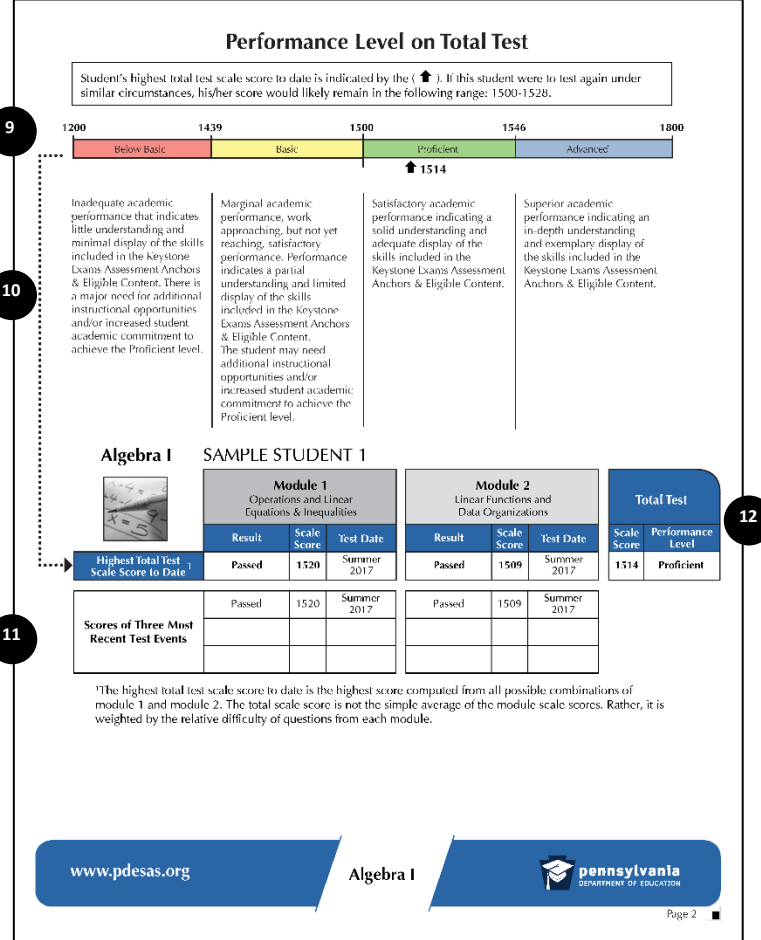 Performance Level on Total Test
Student's highest total test scale score to date is indicated by the ( ). If this student were to test again under
similar circumstances, his/her score would likely remain in the following range: 1500-1528.
9
1200 1439 1500 1546 1800
Below Basic Basic Proficient Advanced
1514
Inadequate academic
performance that indicates
little understanding and
minimal display of the skills
included in the Keystone
Exams Assessment Anchors
& Eligible Content. There is
a major need for additional
instructional opportunities
and/or increased student
academic commitment to
achieve the Proficient level.
Marginal academic
performance, work
approaching, but not yet
reaching, satisfactory
performance. Performance
indicates a partial
understanding and limited
display of the skills
included in the Keystone
Exams Assessment Anchors
& Eligible Content.
The student may need
additional instructional
opportunities and/or
increased student academic
commitment to achieve the
Proficient level.
Satisfactory academic
performance indicating a
solid understanding and
adequate display of the
skills included in the
Keystone Exams Assessment
Anchors & Eligible Content.
Superior academic
performance indicating an
in-depth understanding
and exemplary display of
the skills included in the
Keystone Exams Assessment
Anchors & Eligible Content.
10
Algebra I SAMPLE STUDENT 1
Module 1
Operations and Linear
Equations & Inequalities
Module 2
Linear Functions and
Data Organizations
Total Test
12
Result Scale Score Test Date Result Scale Score Test Date Scale Score Performance Level
Highest Total Test
Scale Score to Date1
Passed 1520 Summer 2017 Passed 1509 Summer 2017 1514 Proficient
11
Scores of Three Most
Recent Test Events
Passed 1520 Summer 2017 Passed 1509 Summer 2017
1The highest total test scale score to date is the highest score computed from all possible combinations of
module 1 and module 2. The total scale score is not the simple average of the module scale scores. Rather, it is
weighted by the relative difficulty of questions from each module.
www.pdesas.org
Algebra I
pennsylvania
DEPARTMENT OF EDUCATION
Page 2